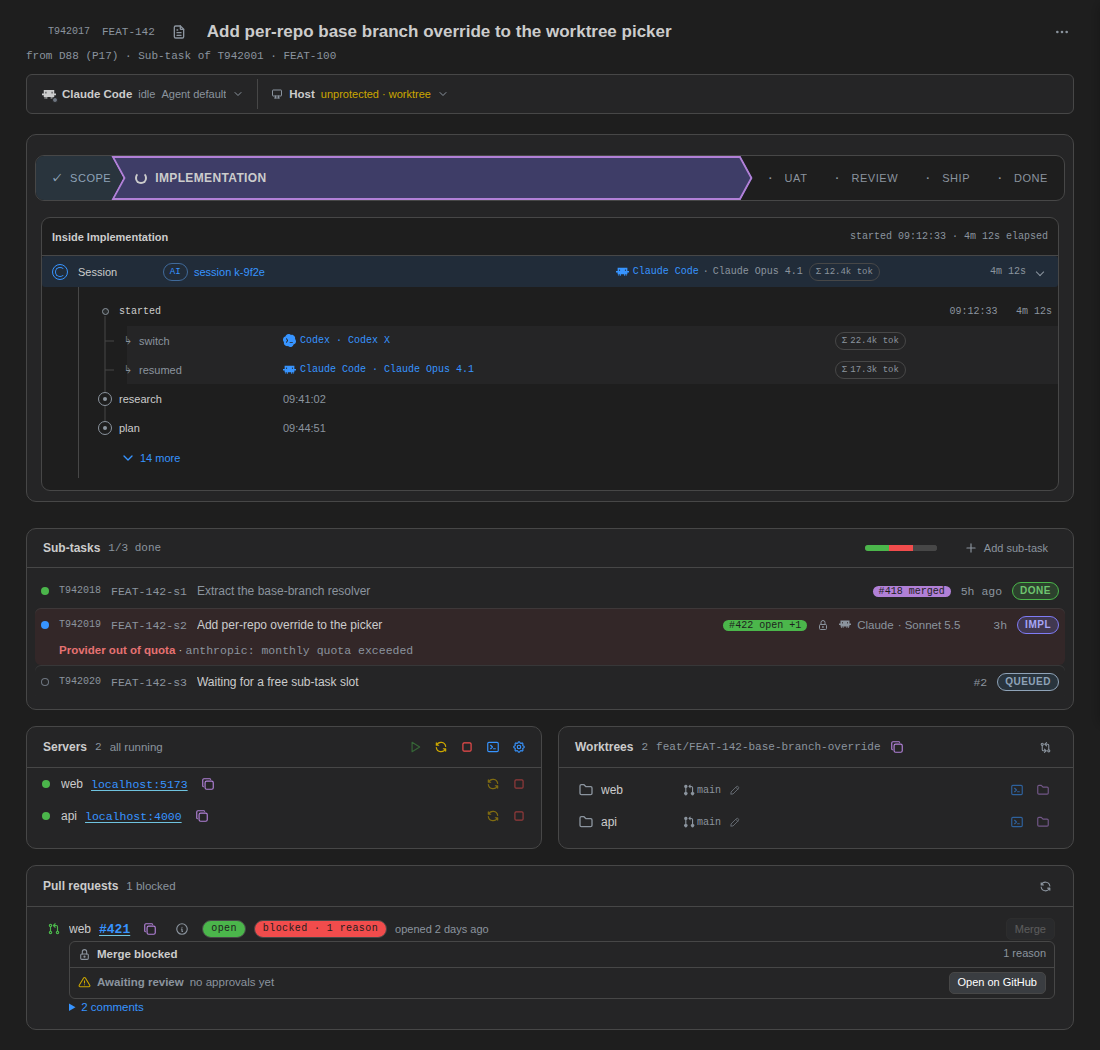 T942017 FEAT-142 Add per-repo base branch override to the worktree picker
from D88 (P17) · Sub-task of T942001 · FEAT-100
Claude Code idle Agent default Host unprotected · worktree
SCOPE IMPLEMENTATION · UAT · REVIEW · SHIP · DONE
Inside Implementation started 09:12:33 · 4m 12s elapsed
Session AI session k-9f2e Claude Code · Claude Opus 4.1 Σ 12.4k tok 4m 12s
started 09:12:33 4m 12s
↳ switch Codex · Codex X Σ 22.4k tok
↳ resumed Claude Code · Claude Opus 4.1 Σ 17.3k tok
research 09:41:02
plan 09:44:51
14 more
Sub-tasks 1/3 done Add sub-task
T942018 FEAT-142-s1 Extract the base-branch resolver #418 merged 5h ago DONE
T942019 FEAT-142-s2 Add per-repo override to the picker #422 open +1 Claude · Sonnet 5.5 3h IMPL
Provider out of quota · anthropic: monthly quota exceeded
T942020 FEAT-142-s3 Waiting for a free sub-task slot #2 QUEUED
Servers 2 all running
web localhost:5173
api localhost:4000
Worktrees 2 feat/FEAT-142-base-branch-override
web main
api main
Pull requests 1 blocked
web #421 open blocked · 1 reason opened 2 days ago Merge
Merge blocked 1 reason
Awaiting review no approvals yet Open on GitHub
2 comments